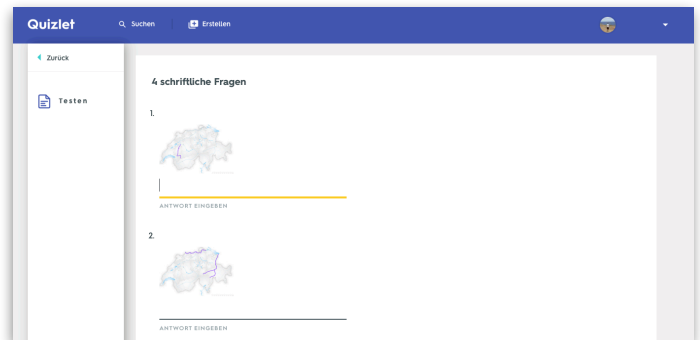 Quizlet
Suchen
Erstellen
Zurück
Testen
4 schriftliche Fragen
1.
ANTWORT EINGEBEN
2.
ANTWORT EINGEBEN